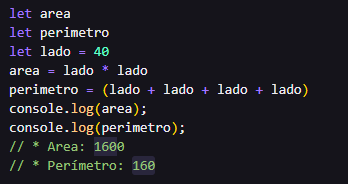 let area
let perimetro
let lado = 40
area = lado * lado
perimetro = (lado + lado + lado + lado)
console.log(area);
console.log(perimetro);
// * Area: 1600
// * Perímetro: 160